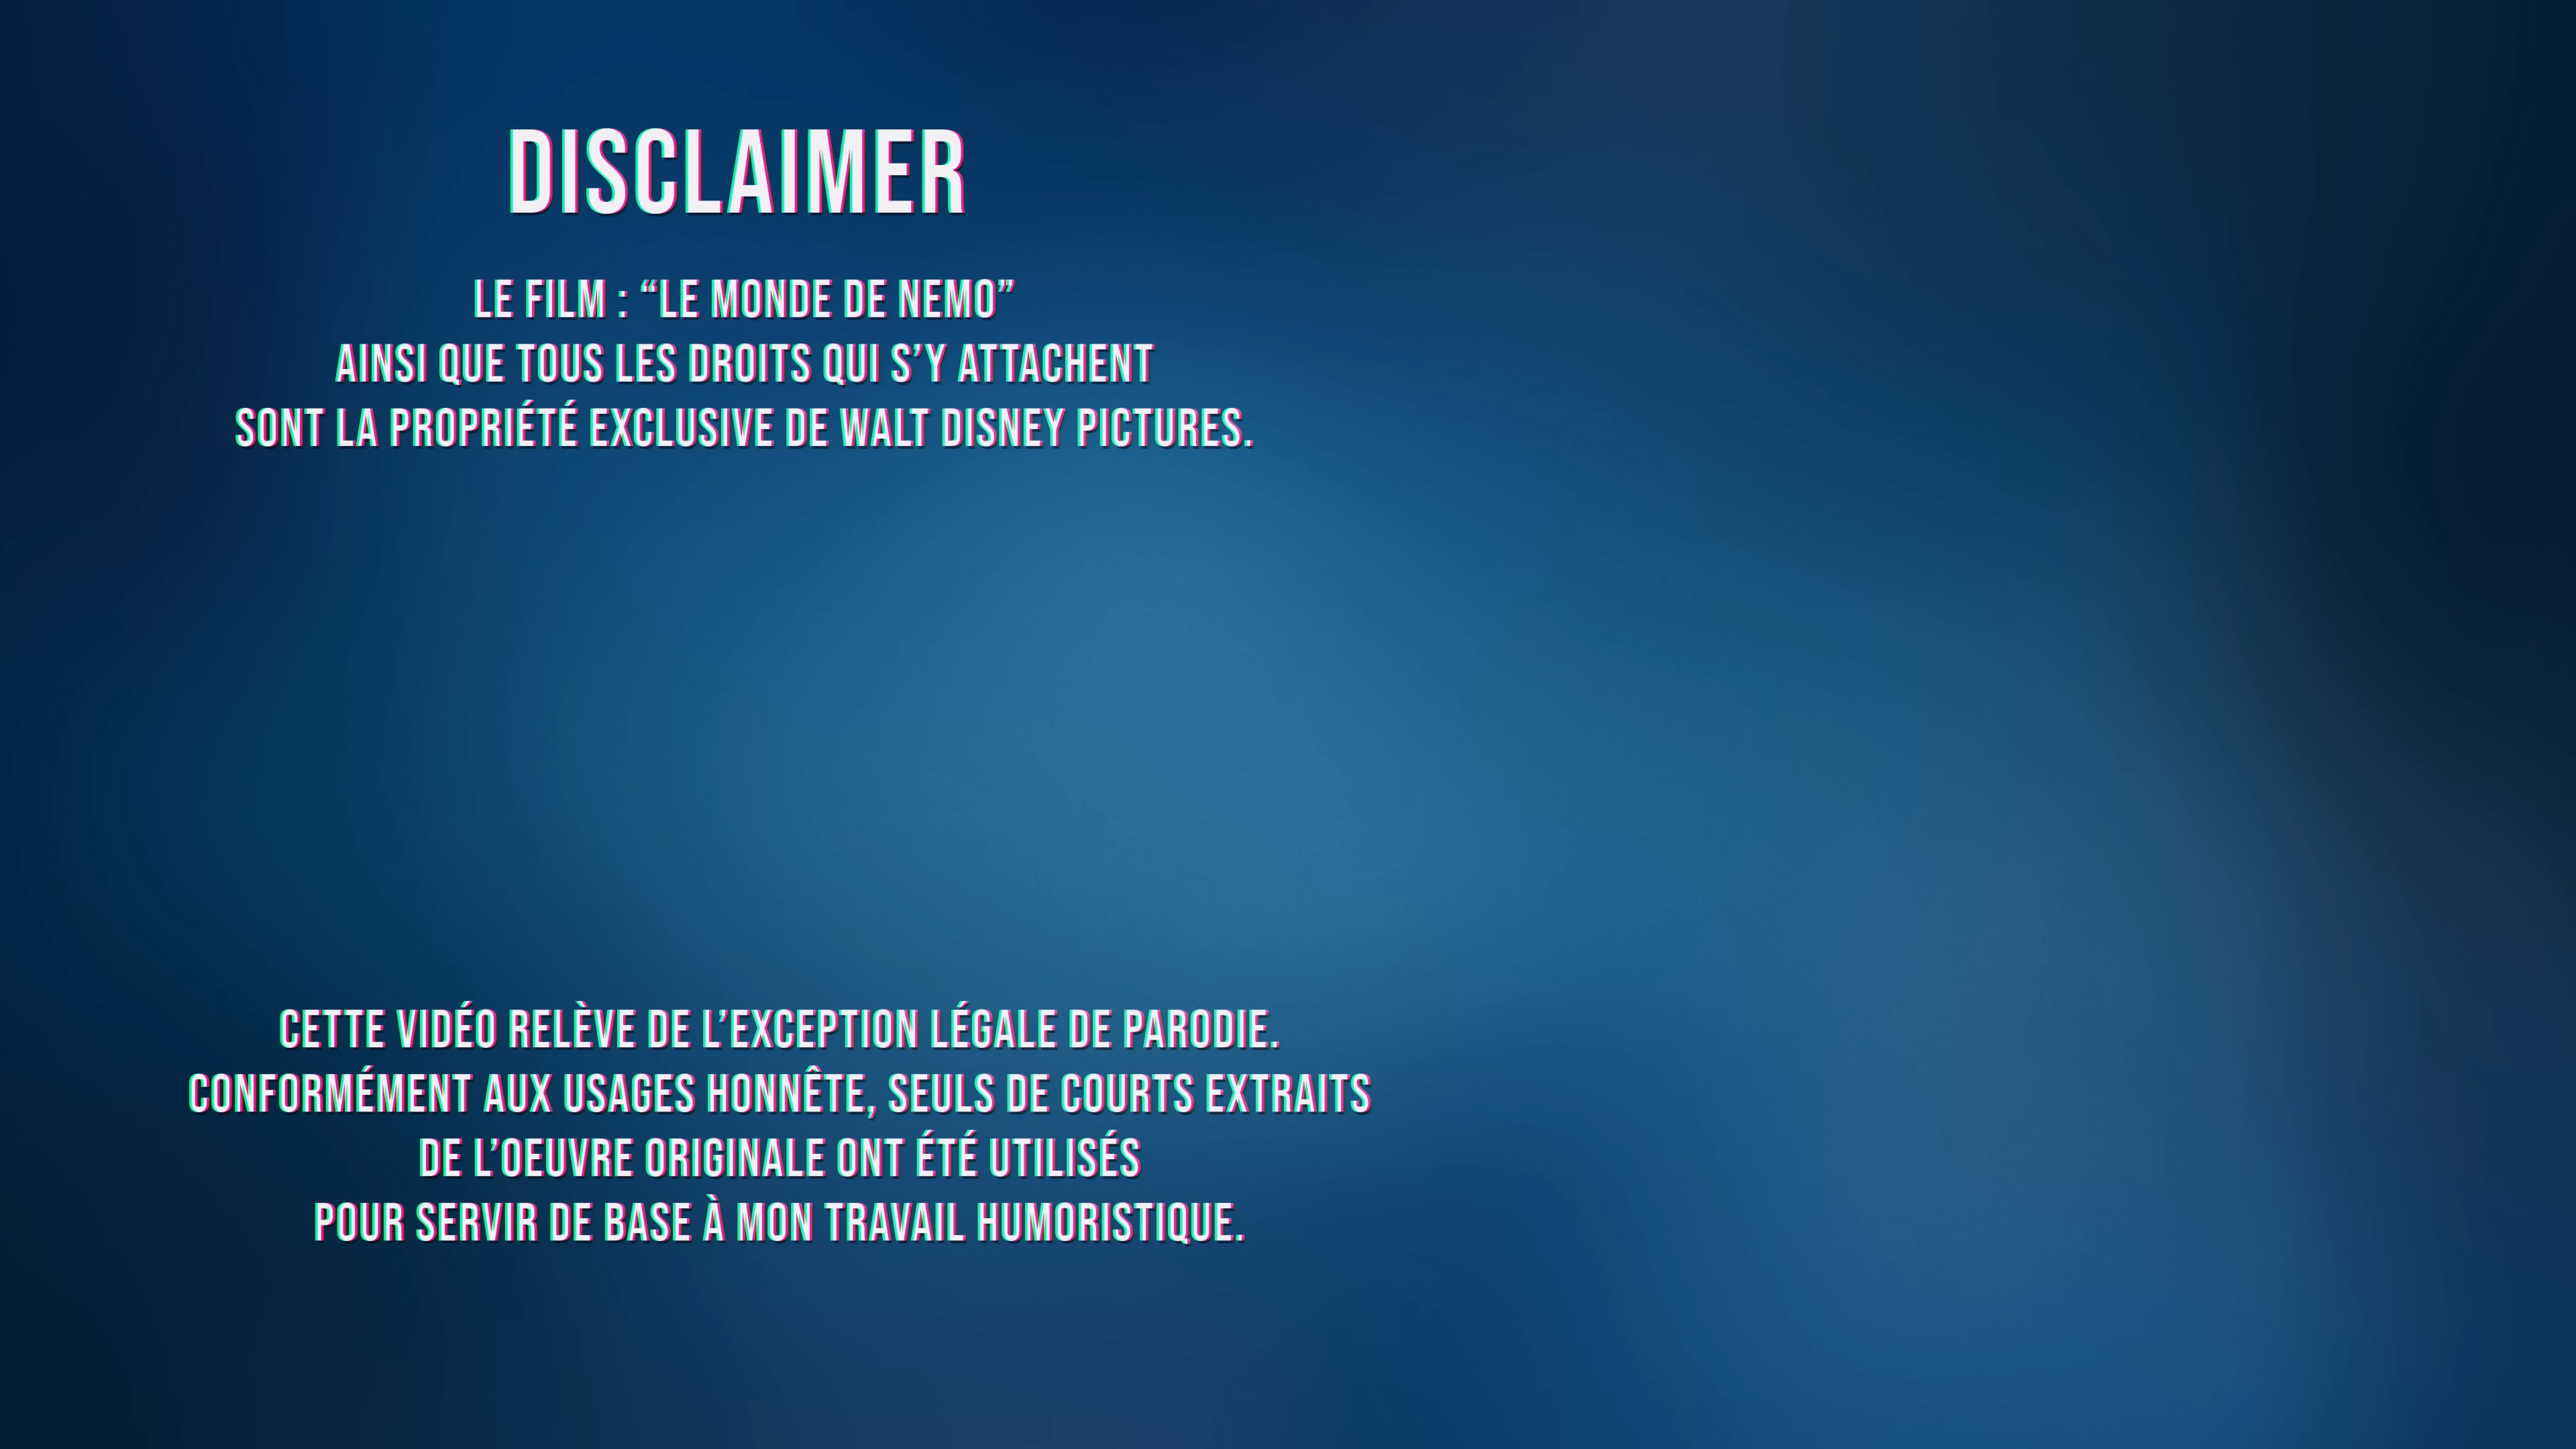 DISCLAIMER
LE FILM : “LE MONDE DE NEMO”
AINSI QUE TOUS LES DROITS QUI S’Y ATTACHENT
SONT LA PROPRIÉTÉ EXCLUSIVE DE WALT DISNEY PICTURES.
CETTE VIDÉO RELÈVE DE L’EXCEPTION LÉGALE DE PARODIE.
CONFORMÉMENT AUX USAGES HONNÊTE, SEULS DE COURTS EXTRAITS
DE L’OEUVRE ORIGINALE ONT ÉTÉ UTILISÉS
POUR SERVIR DE BASE À MON TRAVAIL HUMORISTIQUE.